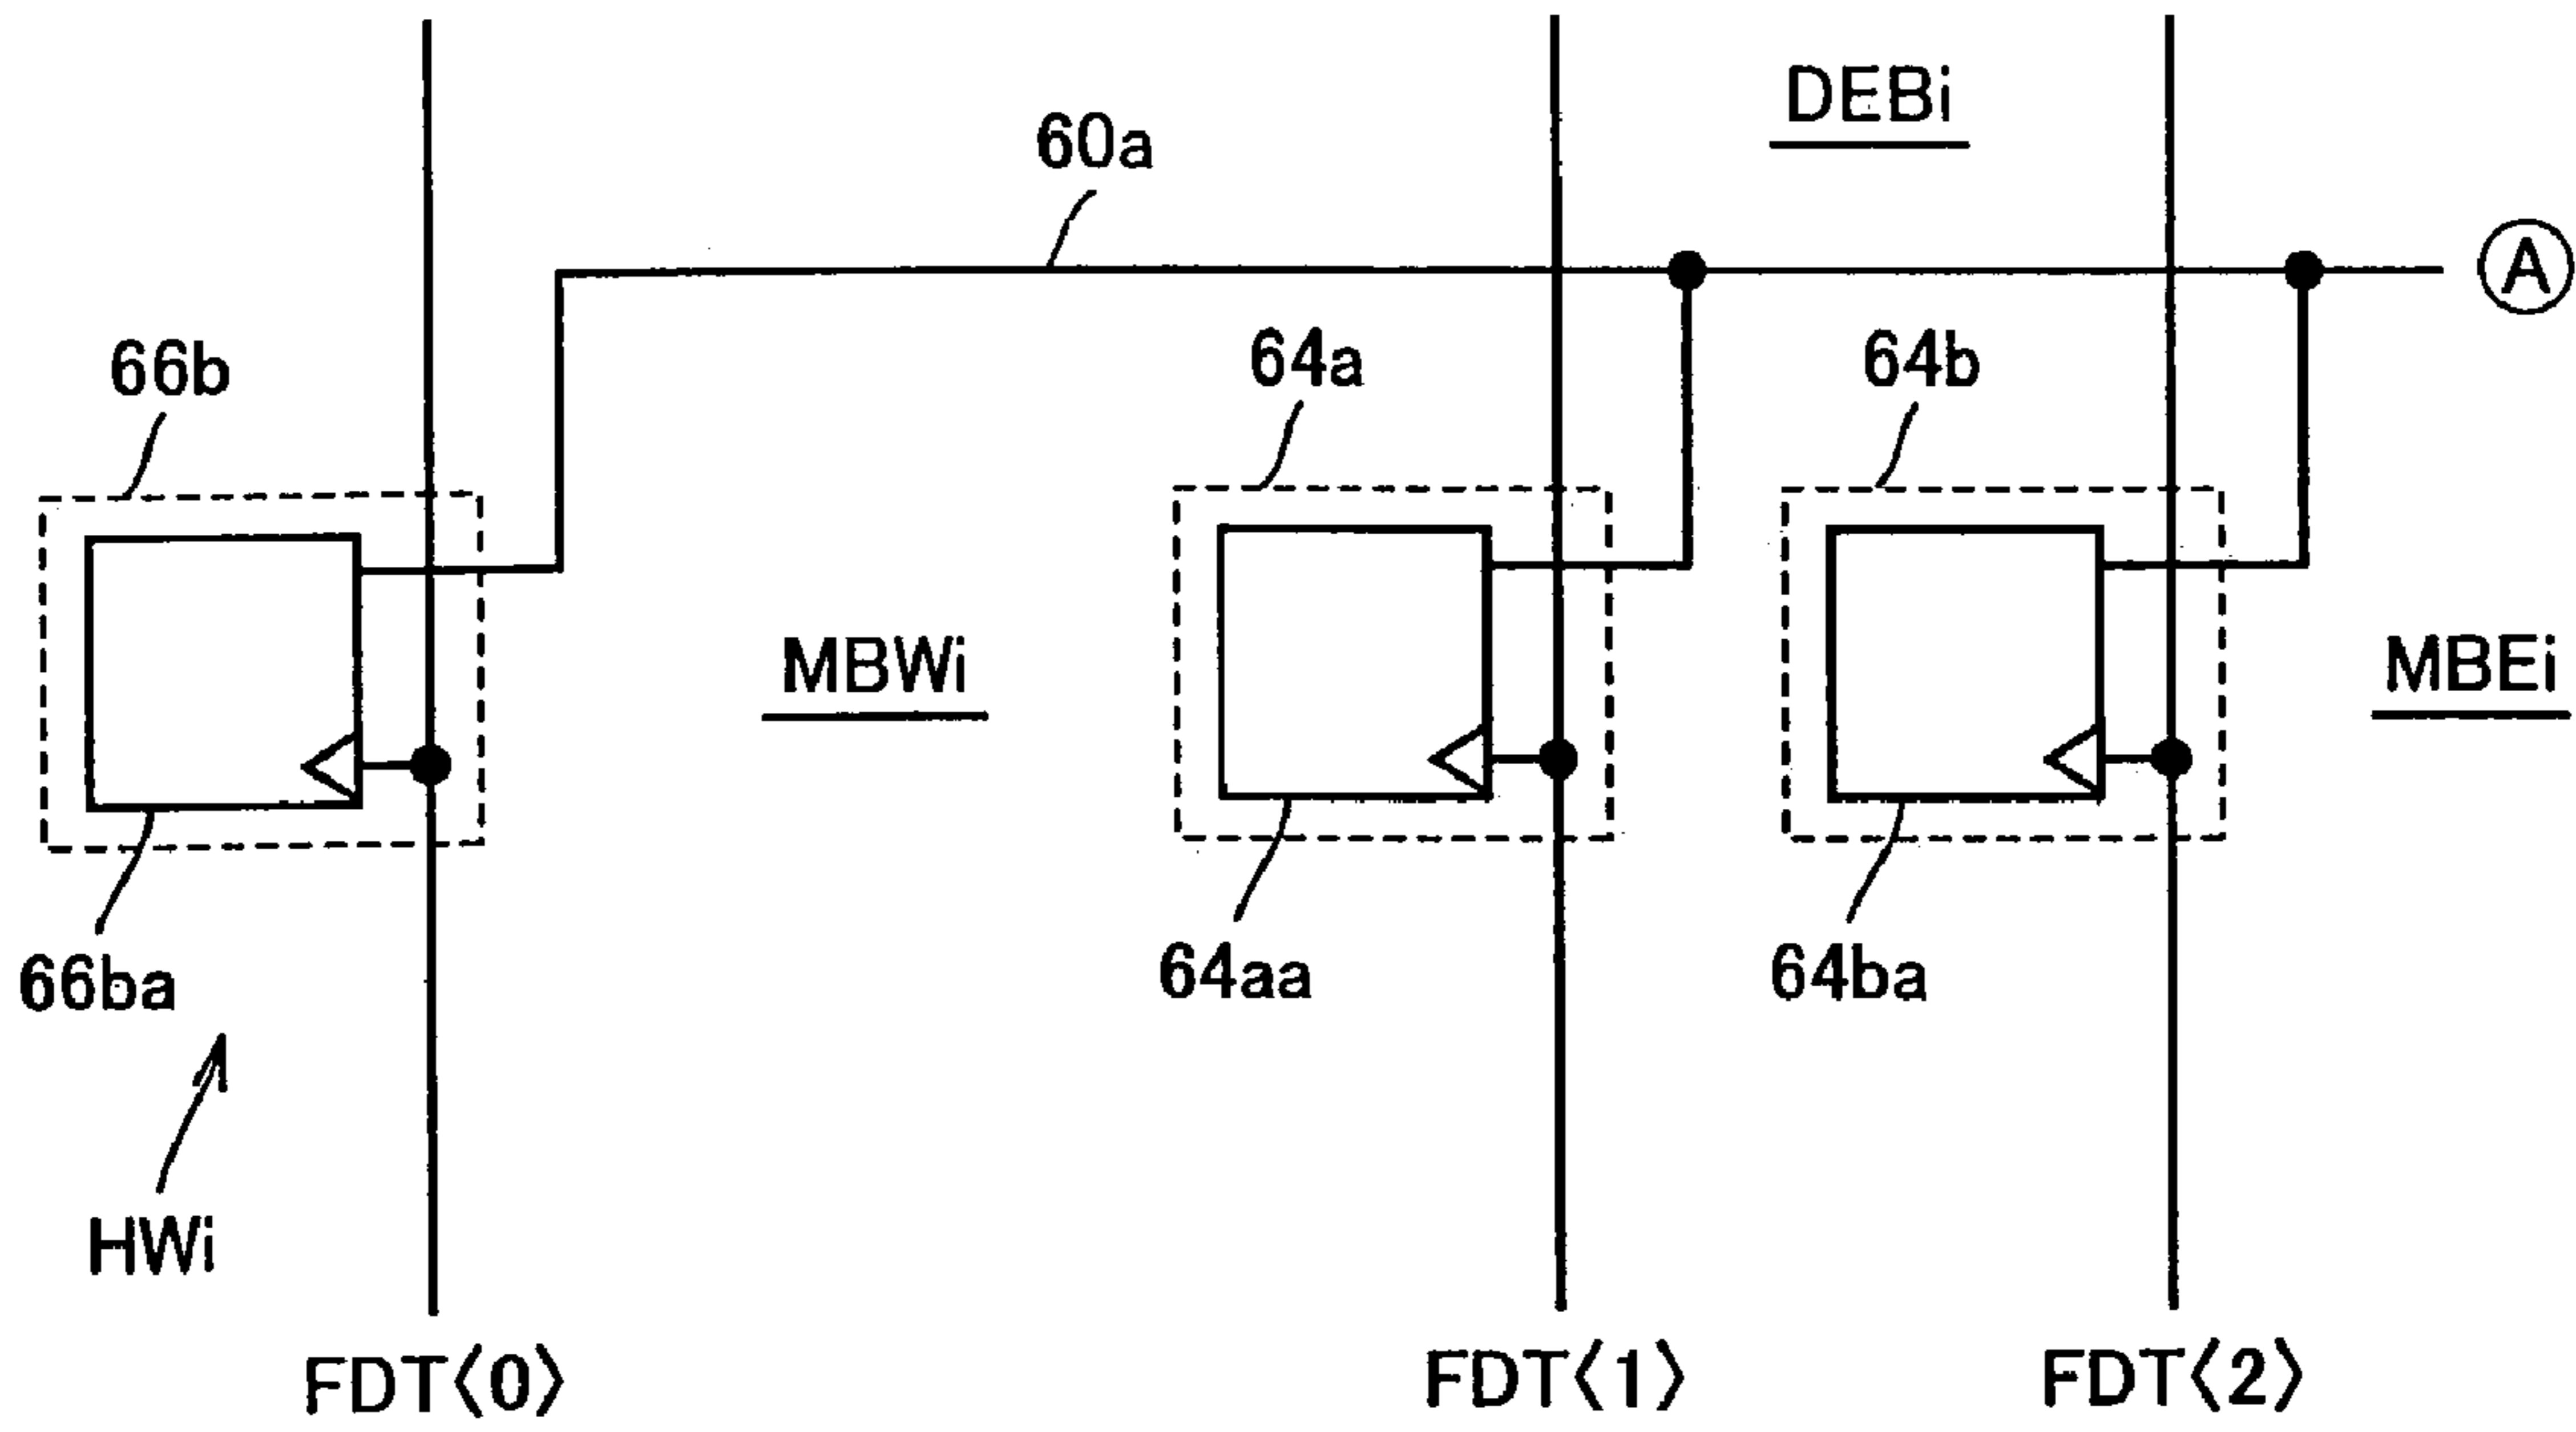 DEBi
60a
A
66b
64a
64b
MBWi
MBEi
66ba
64aa
64ba
HWi
FDT〈0〉
FDT〈1〉
FDT〈2〉